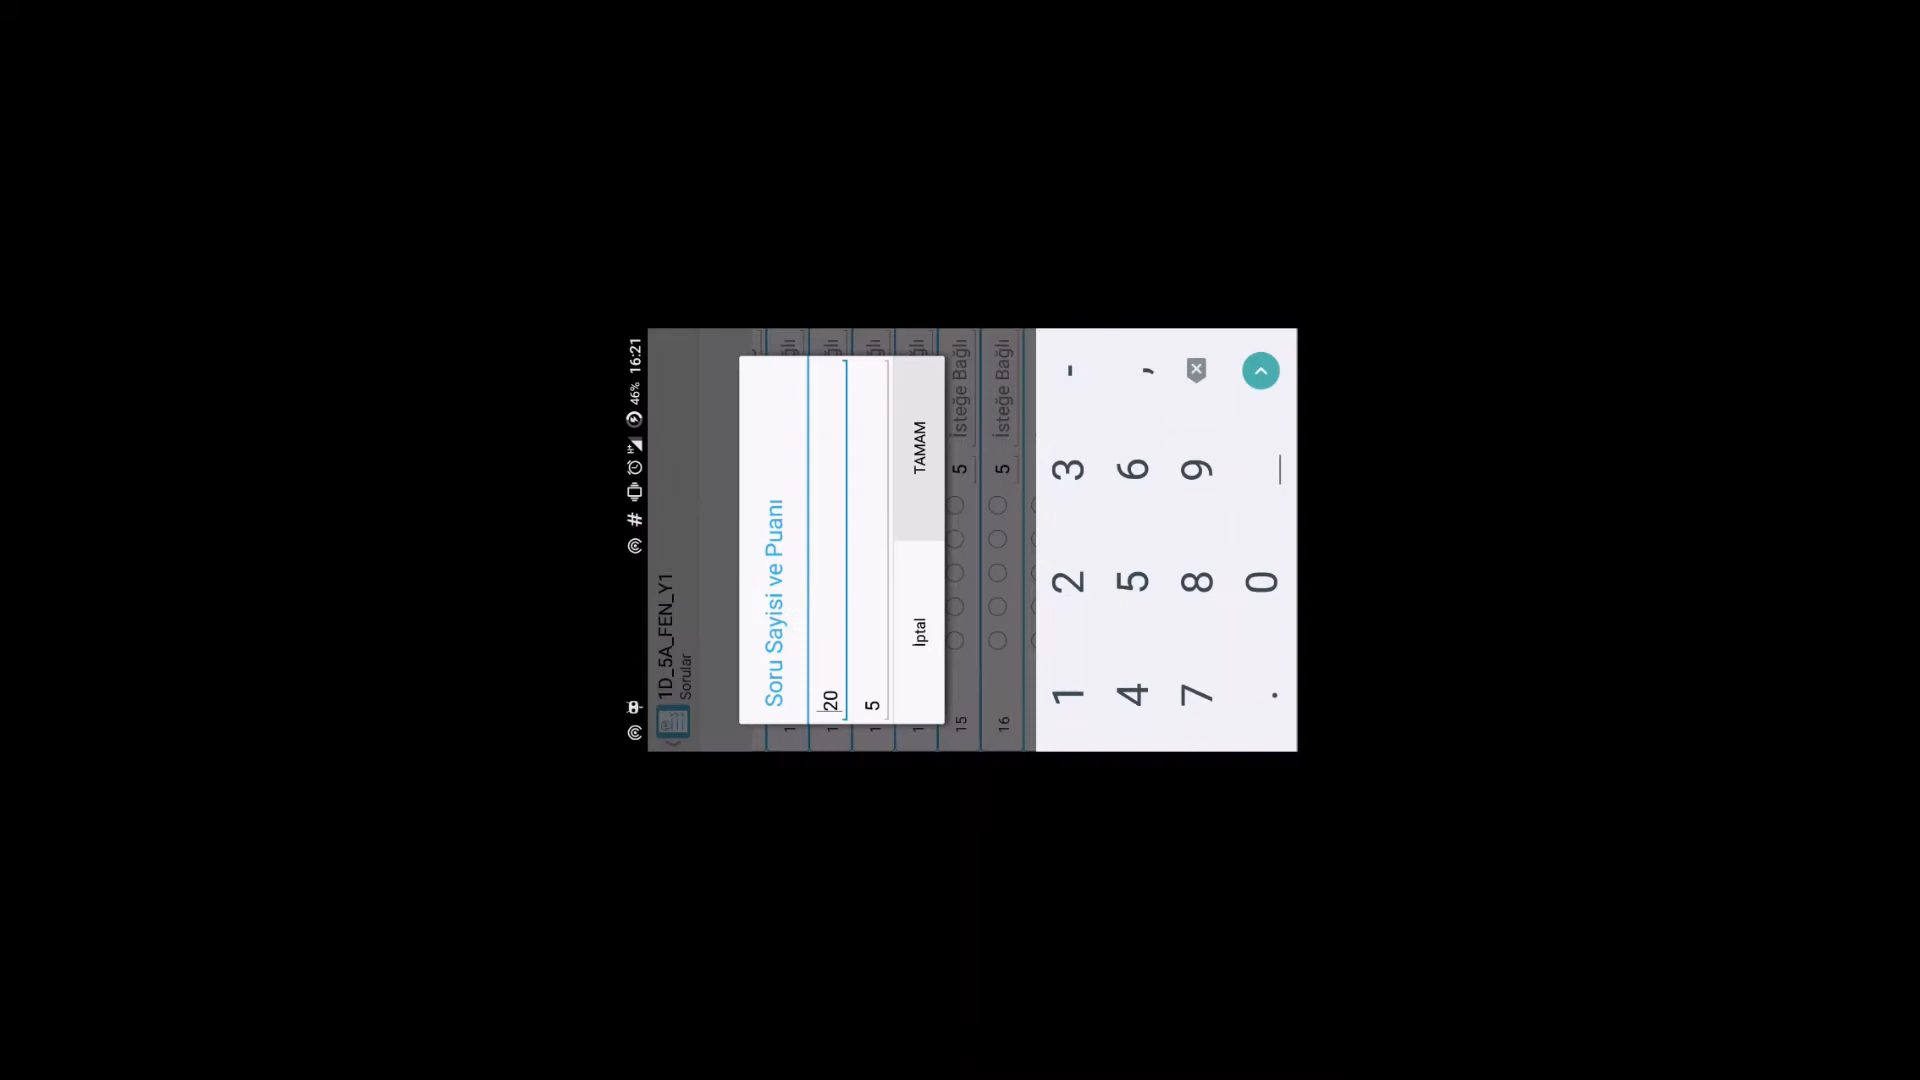 46% 16:21
1D_5A_FEN_Y1
Sorular
Soru Sayisi ve Puanı
20
5
İptal TAMAM
15 5 İsteğe Bağlı
16 5 İsteğe Bağlı
1 2 3 -
4 5 6 ,
7 8 9
. 0